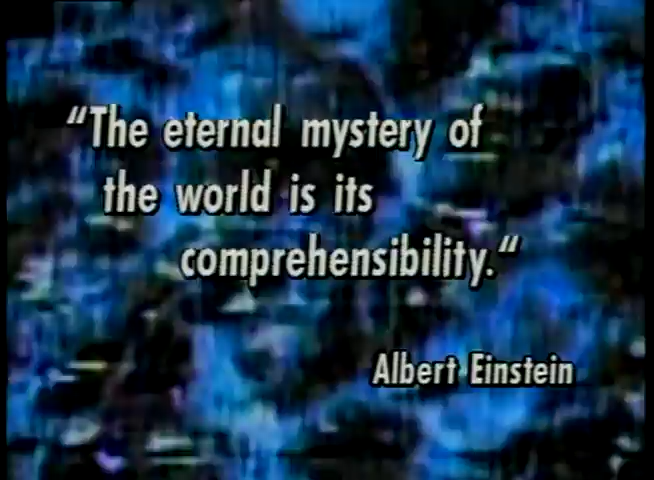 “The eternal mystery of
the world is its
comprehensibility.“
Albert Einstein